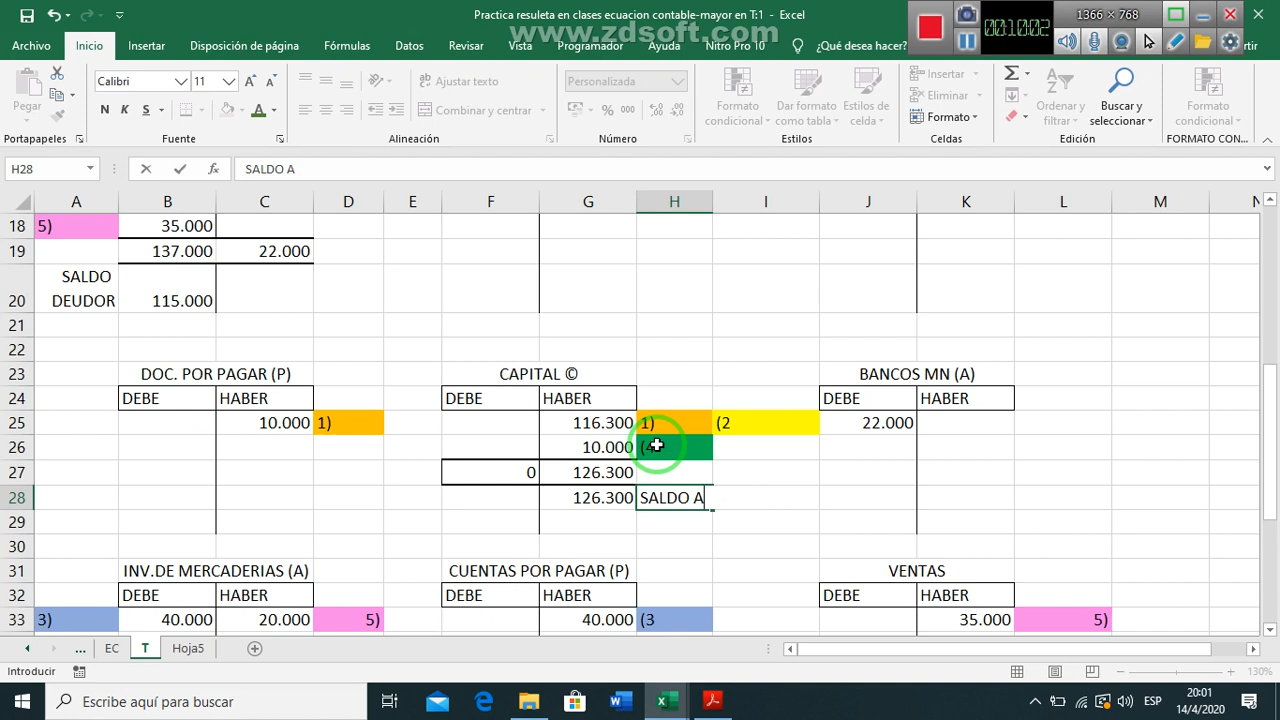 Practica resuleta en clases ecuacion contable-mayor en T:1 - Excel
1366 × 768
00:10:02
www.zdsoft.com
Archivo Inicio Insertar Disposición de página Fórmulas Datos Revisar Vista Programador Ayuda Nitro Pro 10 ¿Qué desea hacer? rtir
Calibri 11 Ajustar texto Personalizada Insertar
Pegar N K S Combinar y centrar % 000 Formato condicional Dar formato como tabla Estilos de celda Eliminar Ordenar y filtrar Buscar y seleccionar Formato condicional
Formato
Portapapeles Fuente Alineación Número Estilos Celdas Edición FORMATO CON...
H28 fx SALDO A
A B C D E F G H I J K L M N
18 5) 35.000
19 137.000 22.000
20 SALDO DEUDOR 115.000
21
22
23 DOC. POR PAGAR (P) CAPITAL © BANCOS MN (A)
24 DEBE HABER DEBE HABER DEBE HABER
25 10.000 1) 116.300 1) (2 22.000
26 10.000 (4
27 0 126.300
28 126.300 SALDO A
29
30
31 INV.DE MERCADERIAS (A) CUENTAS POR PAGAR (P) VENTAS
32 DEBE HABER DEBE HABER DEBE HABER
33 3) 40.000 20.000 5) 40.000 (3 35.000 5)
... EC T Hoja5
Introducir 130%
Escribe aquí para buscar ESP 20:01
14/4/2020